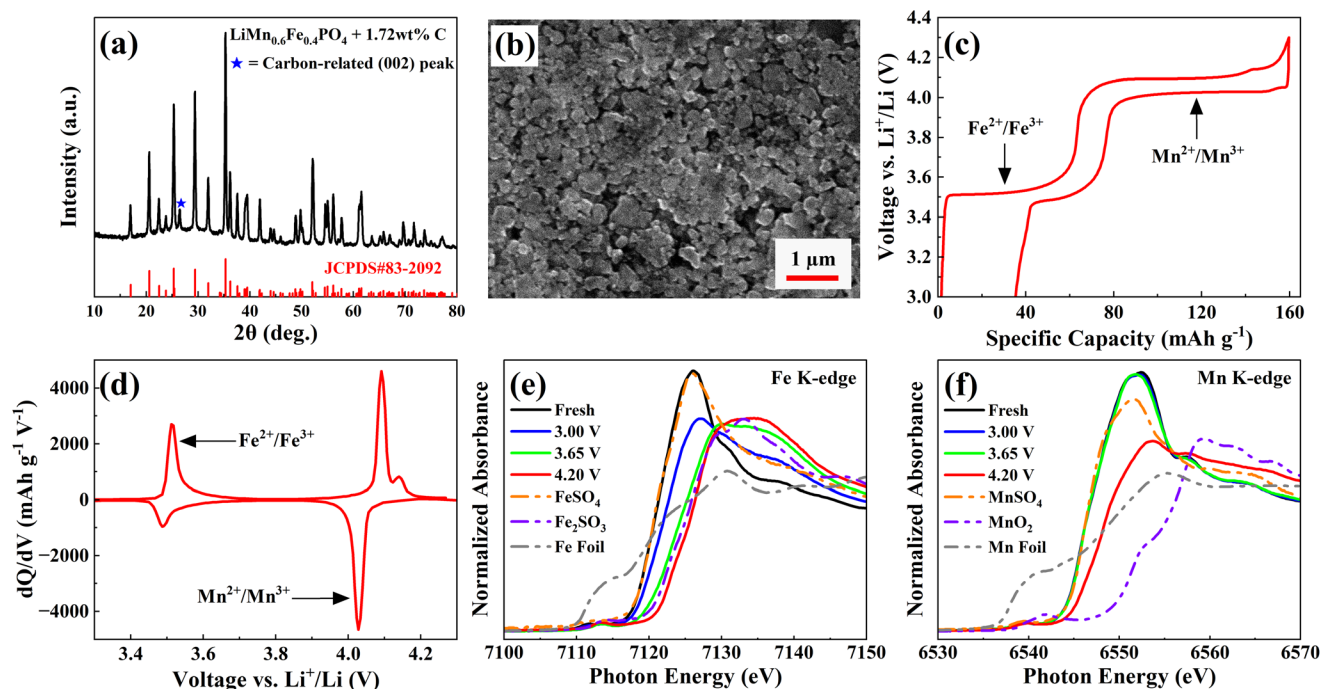 (a)
LiMn0.6Fe0.4PO4 + 1.72wt% C
★ = Carbon-related (002) peak
JCPDS#83-2092
Intensity (a.u.)
10 20 30 40 50 60 70 80
2θ (deg.)
(b)
1 μm
(c)
4.4
4.2
4.0
3.8
3.6
3.4
3.2
3.0
Voltage vs. Li+/Li (V)
Fe2+/Fe3+
Mn2+/Mn3+
0 40 80 120 160
Specific Capacity (mAh g-1)
(d)
4000
2000
0
−2000
−4000
dQ/dV (mAh g-1 V-1)
Fe2+/Fe3+
Mn2+/Mn3+
3.4 3.6 3.8 4.0 4.2
Voltage vs. Li+/Li (V)
(e)
Fe K-edge
Normalized Absorbance
Fresh
3.00 V
3.65 V
4.20 V
FeSO4
Fe2SO3
Fe Foil
7100 7110 7120 7130 7140 7150
Photon Energy (eV)
(f)
Mn K-edge
Normalized Absorbance
Fresh
3.00 V
3.65 V
4.20 V
MnSO4
MnO2
Mn Foil
6530 6540 6550 6560 6570
Photon Energy (eV)